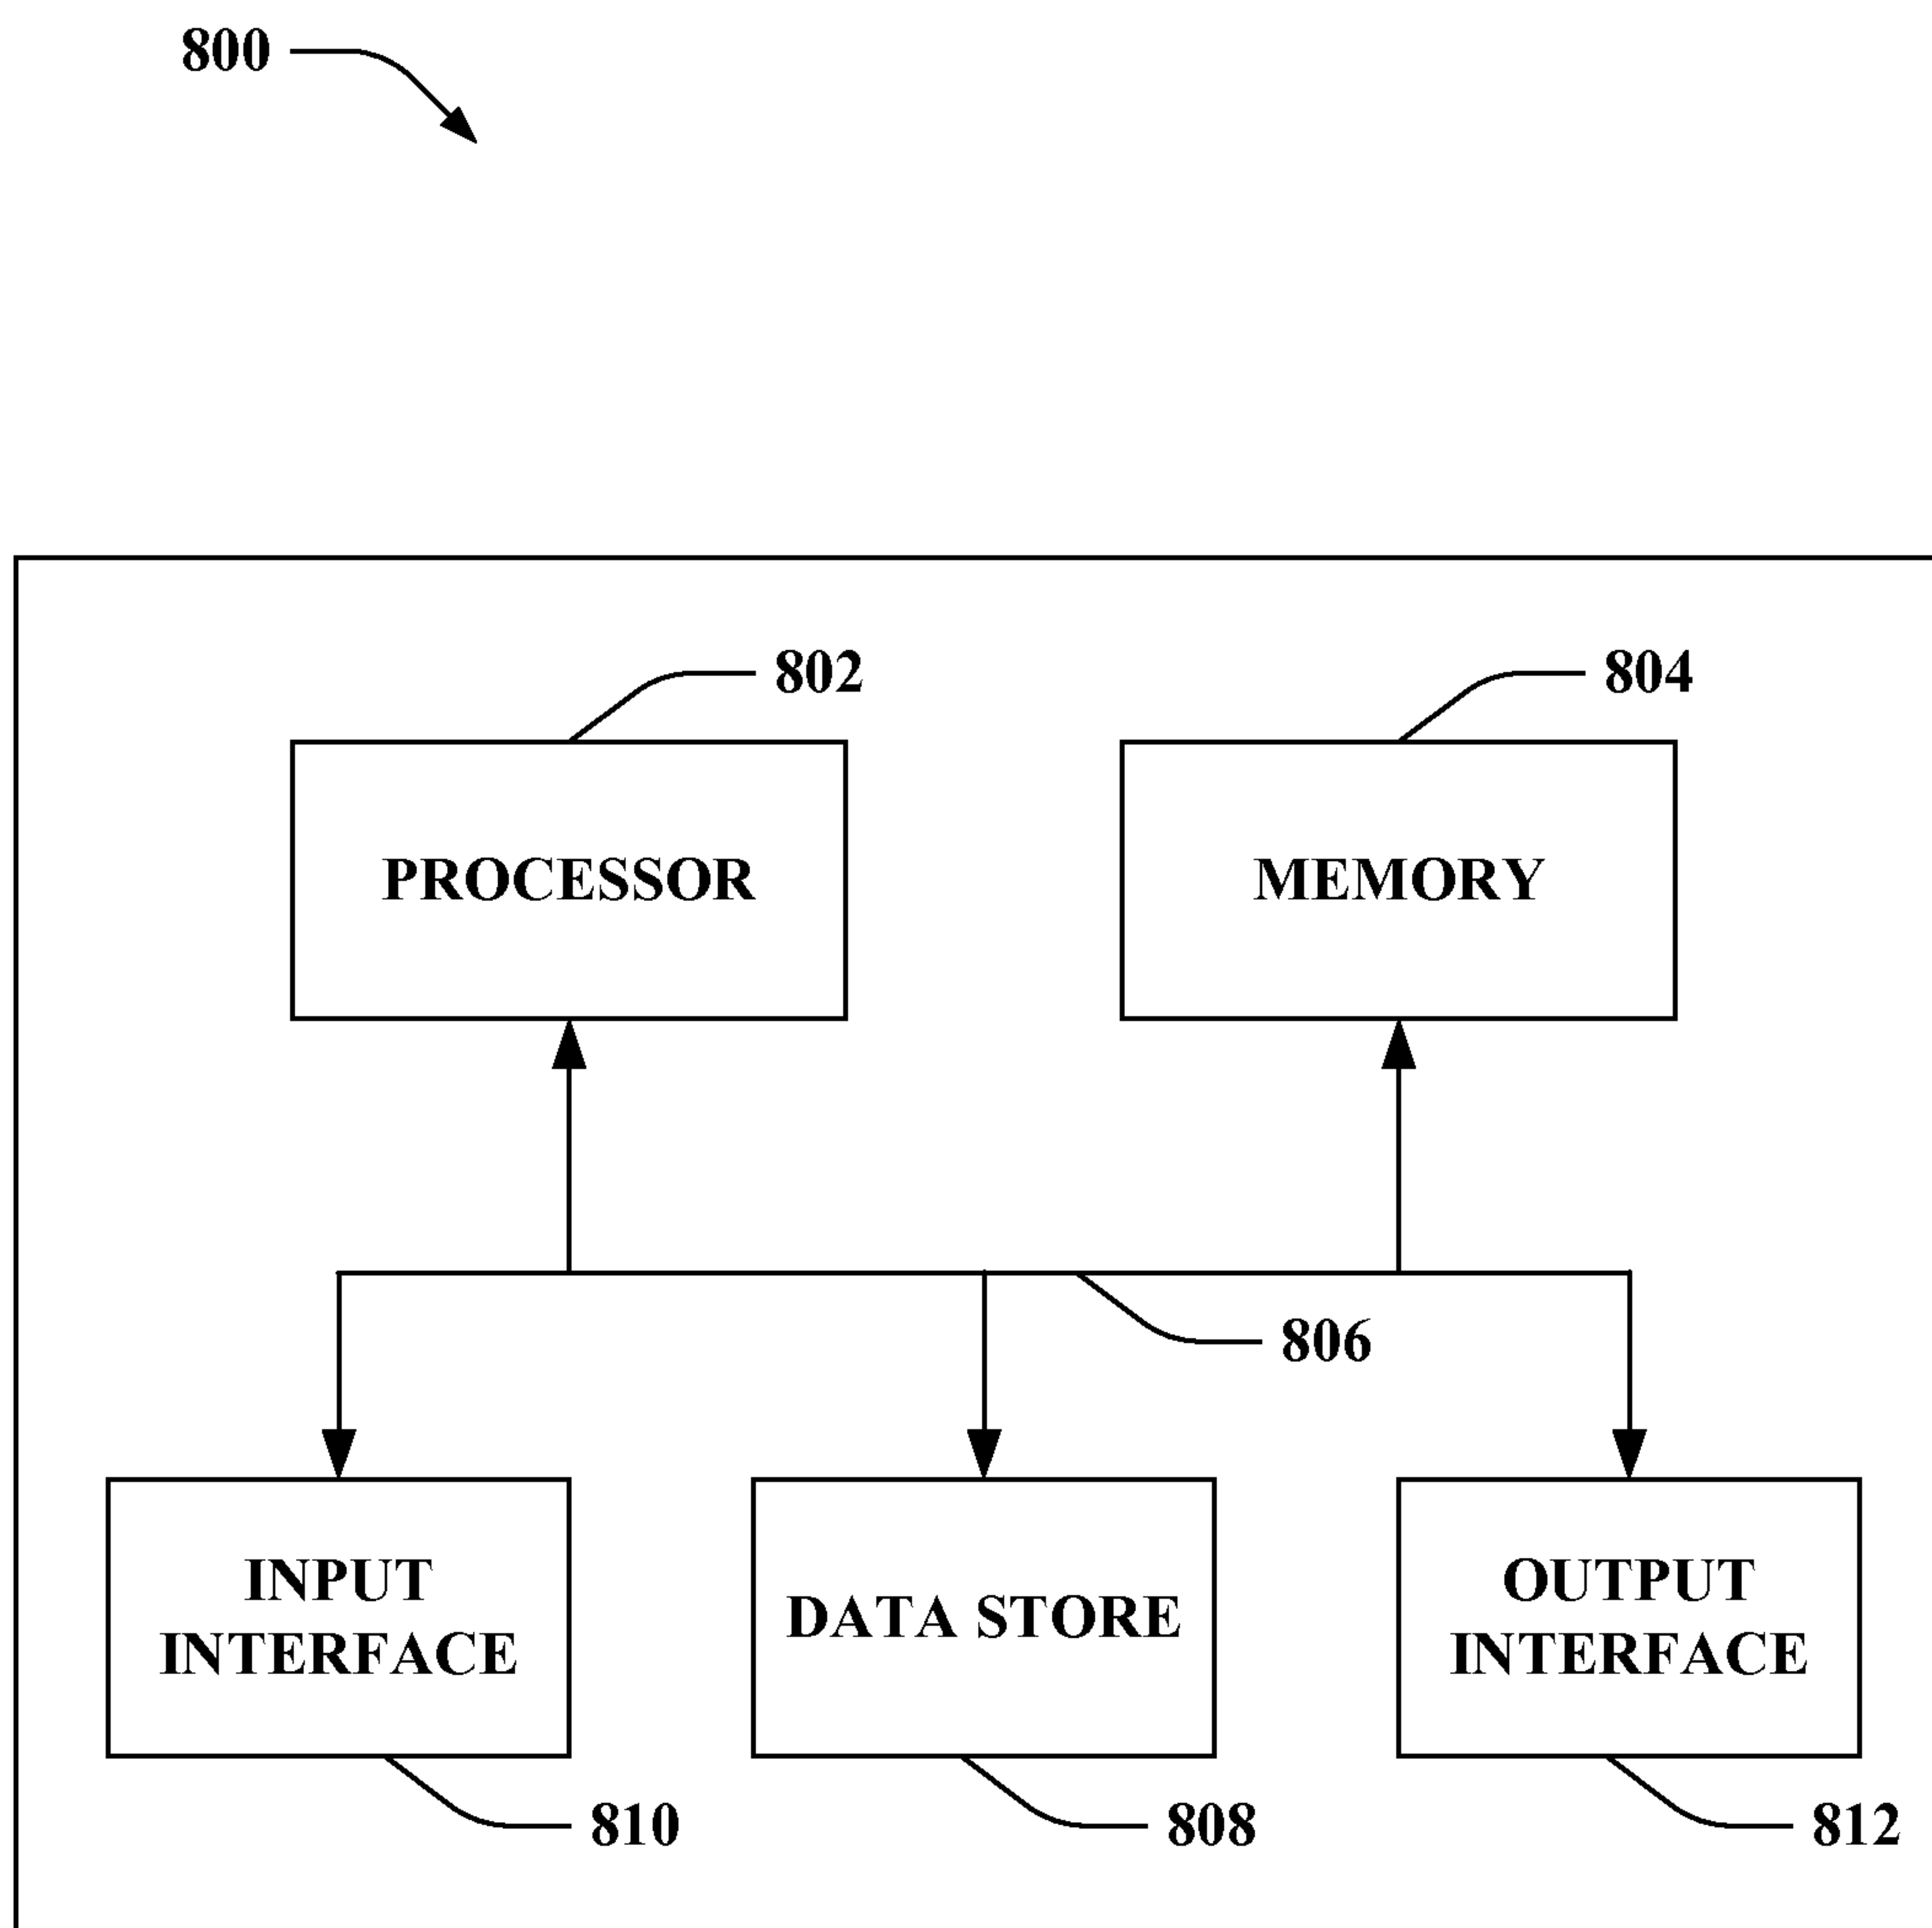 800
802
804
PROCESSOR
MEMORY
806
INPUT
INTERFACE
DATA STORE
OUTPUT
INTERFACE
810
808
812